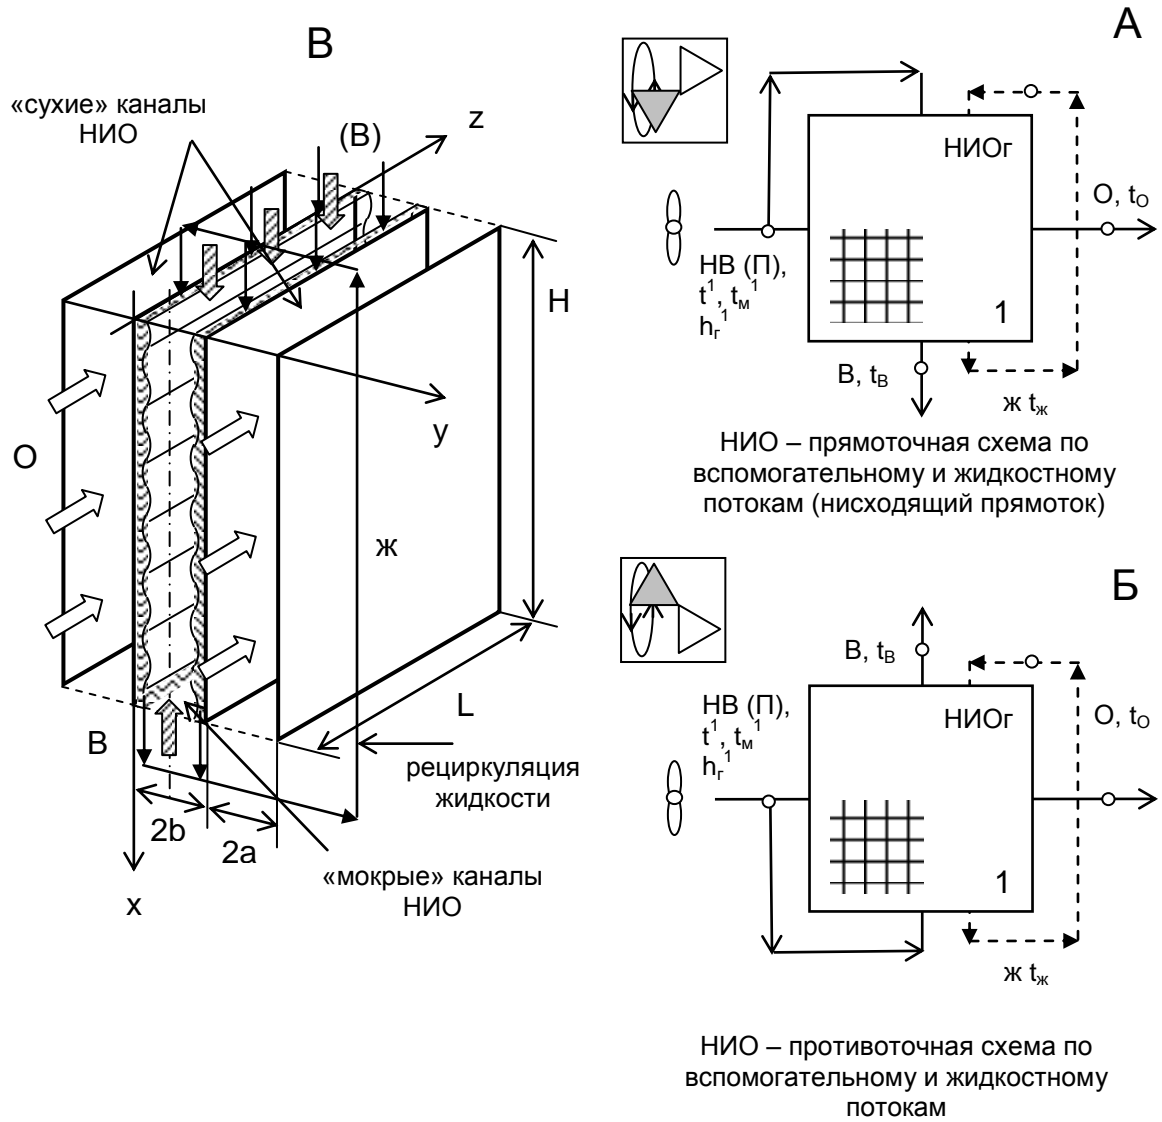 В
«сухие» каналы
НИО
(В)
z
H
y
О
ж
L
В
рециркуляция
жидкости
2b
2a
«мокрые» каналы
НИО
x
А
НИОг
О, tО
НВ (П),
t¹, tм¹
hг¹
1
В, tВ
ж tж
НИО – прямоточная схема по
вспомогательному и жидкостному
потокам (нисходящий прямоток)
Б
В, tВ
НИОг
О, tО
НВ (П),
t¹, tм¹
hг¹
1
ж tж
НИО – противоточная схема по
вспомогательному и жидкостному
потокам